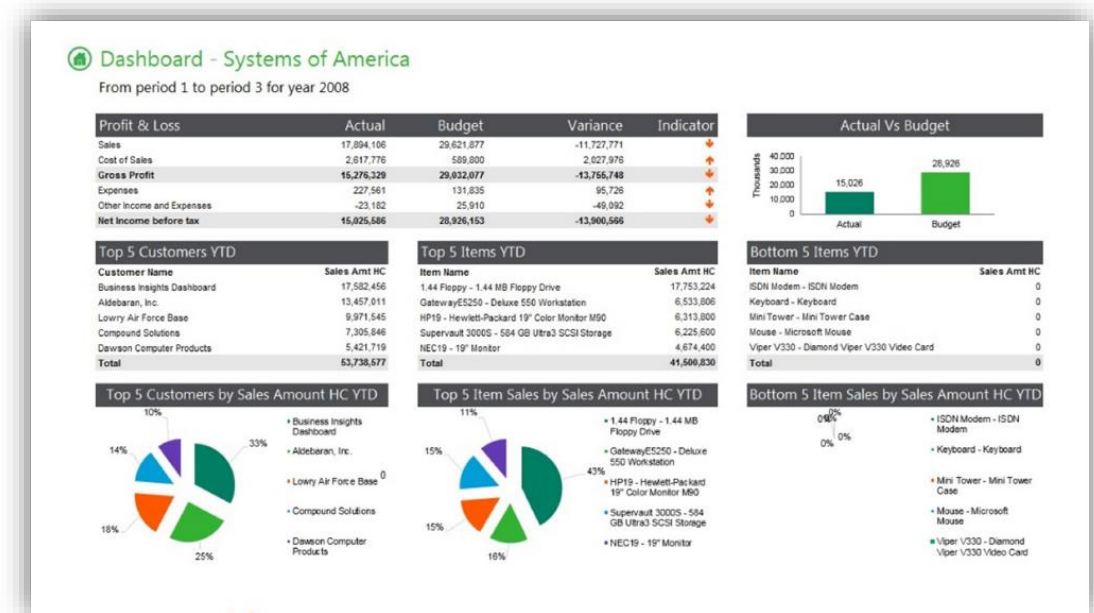 Dashboard - Systems of America
From period 1 to period 3 for year 2008
Profit & Loss Actual Budget Variance Indicator
Sales 17,894,106 29,621,877 -11,727,771
Cost of Sales 2,617,776 589,800 2,027,976
Gross Profit 15,276,329 29,032,077 -13,755,748
Expenses 227,561 131,835 95,726
Other Income and Expenses -23,182 25,910 -49,092
Net Income before tax 15,025,586 28,926,153 -13,900,566
Actual Vs Budget
Thousands
40,000
30,000
20,000
10,000
0
15,026
28,926
Actual Budget
Top 5 Customers YTD
Customer Name Sales Amt HC
Business Insights Dashboard 17,582,456
Aldebaran, Inc. 13,457,011
Lowry Air Force Base 9,971,545
Compound Solutions 7,305,846
Dawson Computer Products 5,421,719
Total 53,738,577
Top 5 Items YTD
Item Name Sales Amt HC
1.44 Floppy - 1.44 MB Floppy Drive 17,753,224
GatewayE5250 - Deluxe 550 Workstation 6,533,806
HP19 - Hewlett-Packard 19" Color Monitor M90 6,313,800
Supervault 3000S - 584 GB Ultra3 SCSI Storage 6,225,600
NEC19 - 19" Monitor 4,674,400
Total 41,500,830
Bottom 5 Items YTD
Item Name Sales Amt HC
ISDN Modem - ISDN Modem 0
Keyboard - Keyboard 0
Mini Tower - Mini Tower Case 0
Mouse - Microsoft Mouse 0
Viper V330 - Diamond Viper V330 Video Card 0
Total 0
Top 5 Customers by Sales Amount HC YTD
10%
33%
14%
18%
25%
Business Insights
Dashboard
Aldebaran, Inc.
Lowry Air Force Base 0
Compound Solutions
Dawson Computer
Products
Top 5 Item Sales by Sales Amount HC YTD
11%
15%
43%
15%
16%
1.44 Floppy - 1.44 MB
Floppy Drive
GatewayE5250 - Deluxe
550 Workstation
HP19 - Hewlett-Packard
19" Color Monitor M90
Supervault 3000S - 584
GB Ultra3 SCSI Storage
NEC19 - 19" Monitor
Bottom 5 Item Sales by Sales Amount HC YTD
0%
0%
0%
ISDN Modem - ISDN
Modem
Keyboard - Keyboard
Mini Tower - Mini Tower
Case
Mouse - Microsoft
Mouse
Viper V330 - Diamond
Viper V330 Video Card